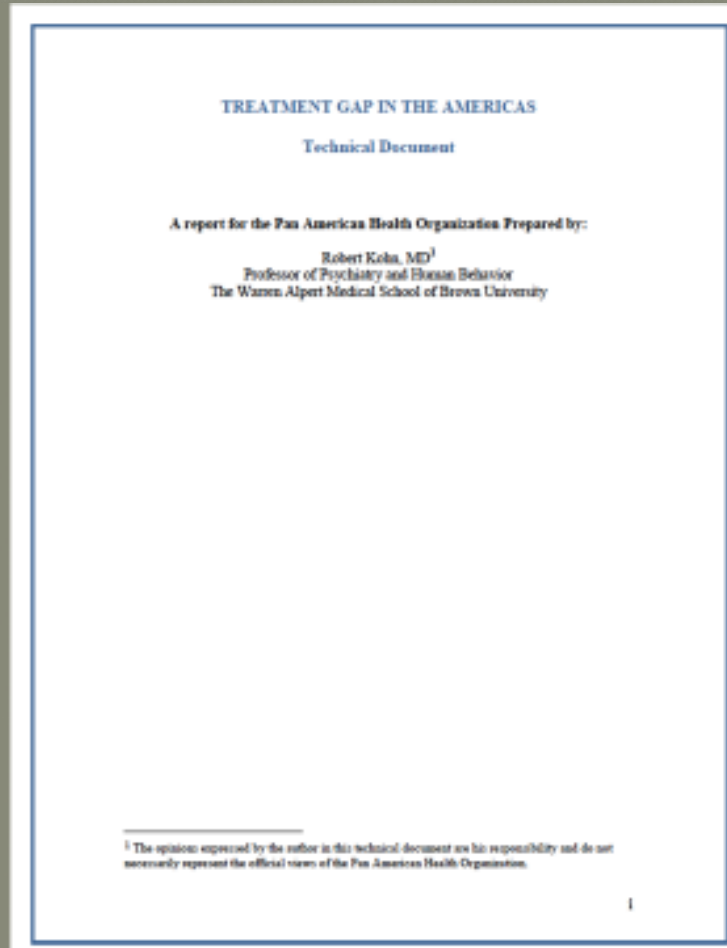 TREATMENT GAP IN THE AMERICAS
Technical Document
A report for the Pan American Health Organization Prepared by:
Robert Kohn, MD¹
Professor of Psychiatry and Human Behavior
The Warren Alpert Medical School of Brown University
¹ The opinions expressed by the author in this technical document are his responsibility and do not
necessarily represent the official views of the Pan American Health Organization.
1